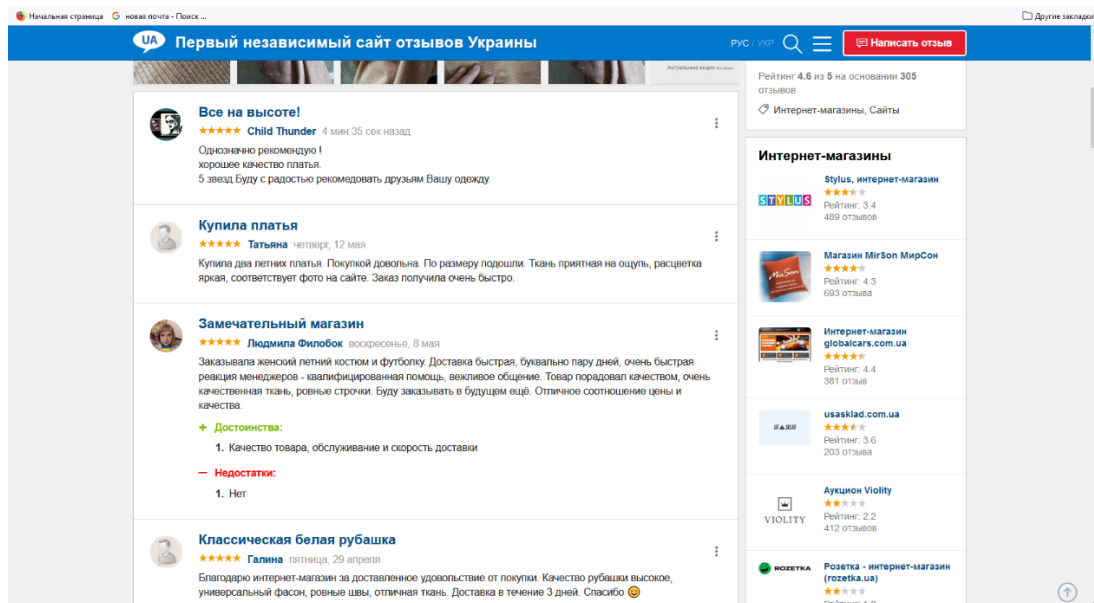 Начальная страница
новая почта - Поиск ...
Другие закладки
UA
Первый независимый сайт отзывов Украины
РУС / УКР
Написать отзыв
Рейтинг 4.6 из 5 на основании 305
отзывов
Интернет-магазины, Сайты
Все на высоте!
Child Thunder 4 мин 35 сек назад
Однозначно рекомендую !
хорошее качество платья.
5 звезд.Буду с радостью рекомедовать друзьям Вашу одежду.
Купила платья
Татьяна четверг, 12 мая
Купила два летних платья. Покупкой довольна. По размеру подошли. Ткань приятная на ощупь, расцветка
яркая, соответствует фото на сайте. Заказ получила очень быстро.
Замечательный магазин
Людмила Филобок воскресенье, 8 мая
Заказывала женский летний костюм и футболку. Доставка быстрая, буквально пару дней, очень быстрая
реакция менеджеров - квалифицированная помощь, вежливое общение. Товар порадовал качеством, очень
качественная ткань, ровные строчки. Буду заказывать в будущем ещё. Отличное соотношение цены и
качества.
+ Достоинства:
1. Качество товара, обслуживание и скорость доставки
− Недостатки:
1. Нет
Классическая белая рубашка
Галина пятница, 29 апреля
Благодарю интернет-магазин за доставленное удовольствие от покупки. Качество рубашки высокое,
универсальный фасон, ровные швы, отличная ткань. Доставка в течение 3 дней. Спасибо
Интернет-магазины
STYLUS
Stylus, интернет-магазин
Рейтинг: 3.4
489 отзывов
MirSon
Магазин MirSon МирСон
Рейтинг: 4.3
693 отзыва
Интернет-магазин
globalcars.com.ua
Рейтинг: 4.4
381 отзыв
usasklad.com.ua
Рейтинг: 3.6
203 отзыва
VIOLITY
Аукцион Violity
Рейтинг: 2.2
412 отзывов
ROZETKA
Розетка - интернет-магазин
(rozetka.ua)